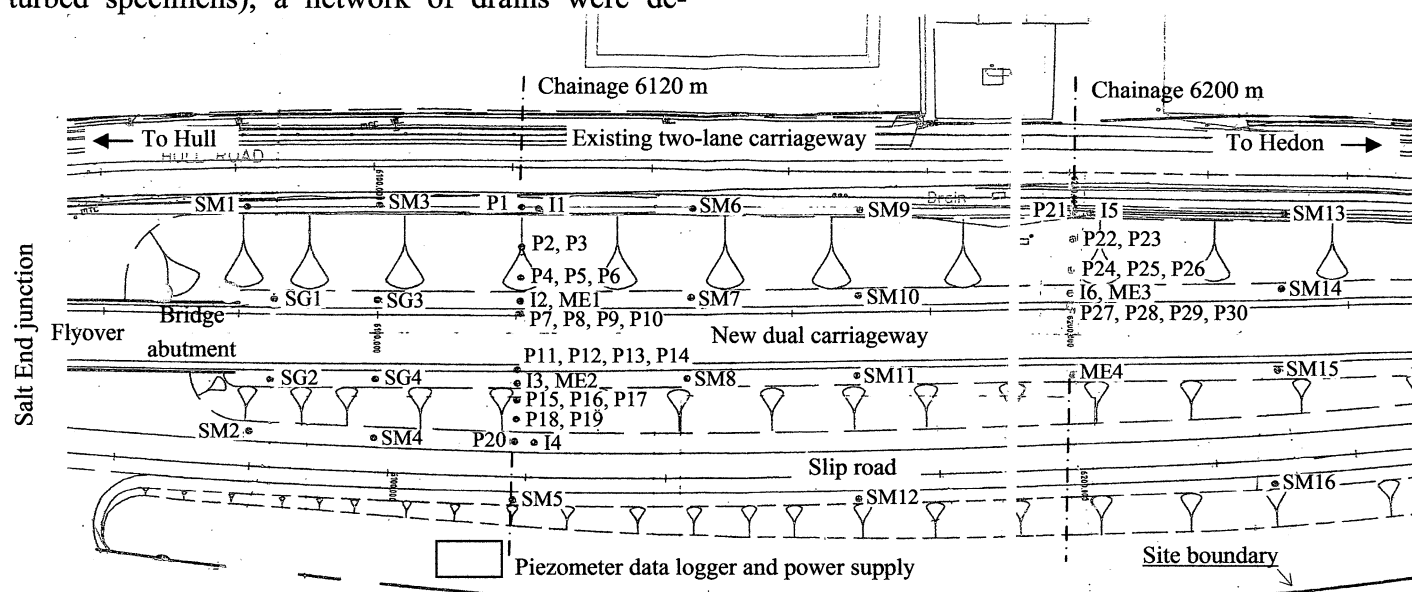 turbed specimens), a network of drains were de-
Chainage 6120 m
Chainage 6200 m
To Hull
Existing two-lane carriageway
To Hedon
HULL ROAD
SM1
SM3
P1
I1
SM6
SM9
Drain
P21
I5
SM13
P2, P3
P22, P23
P4, P5, P6
P24, P25, P26
SG1
SG3
I2, ME1
SM7
SM10
I6, ME3
SM14
P7, P8, P9, P10
P27, P28, P29, P30
Salt End junction
Flyover
Bridge
abutment
New dual carriageway
P11, P12, P13, P14
SG2
SG4
I3, ME2
SM8
SM11
ME4
SM15
P15, P16, P17
P18, P19
SM2
SM4
P20
I4
Slip road
SM5
SM12
SM16
Piezometer data logger and power supply
Site boundary